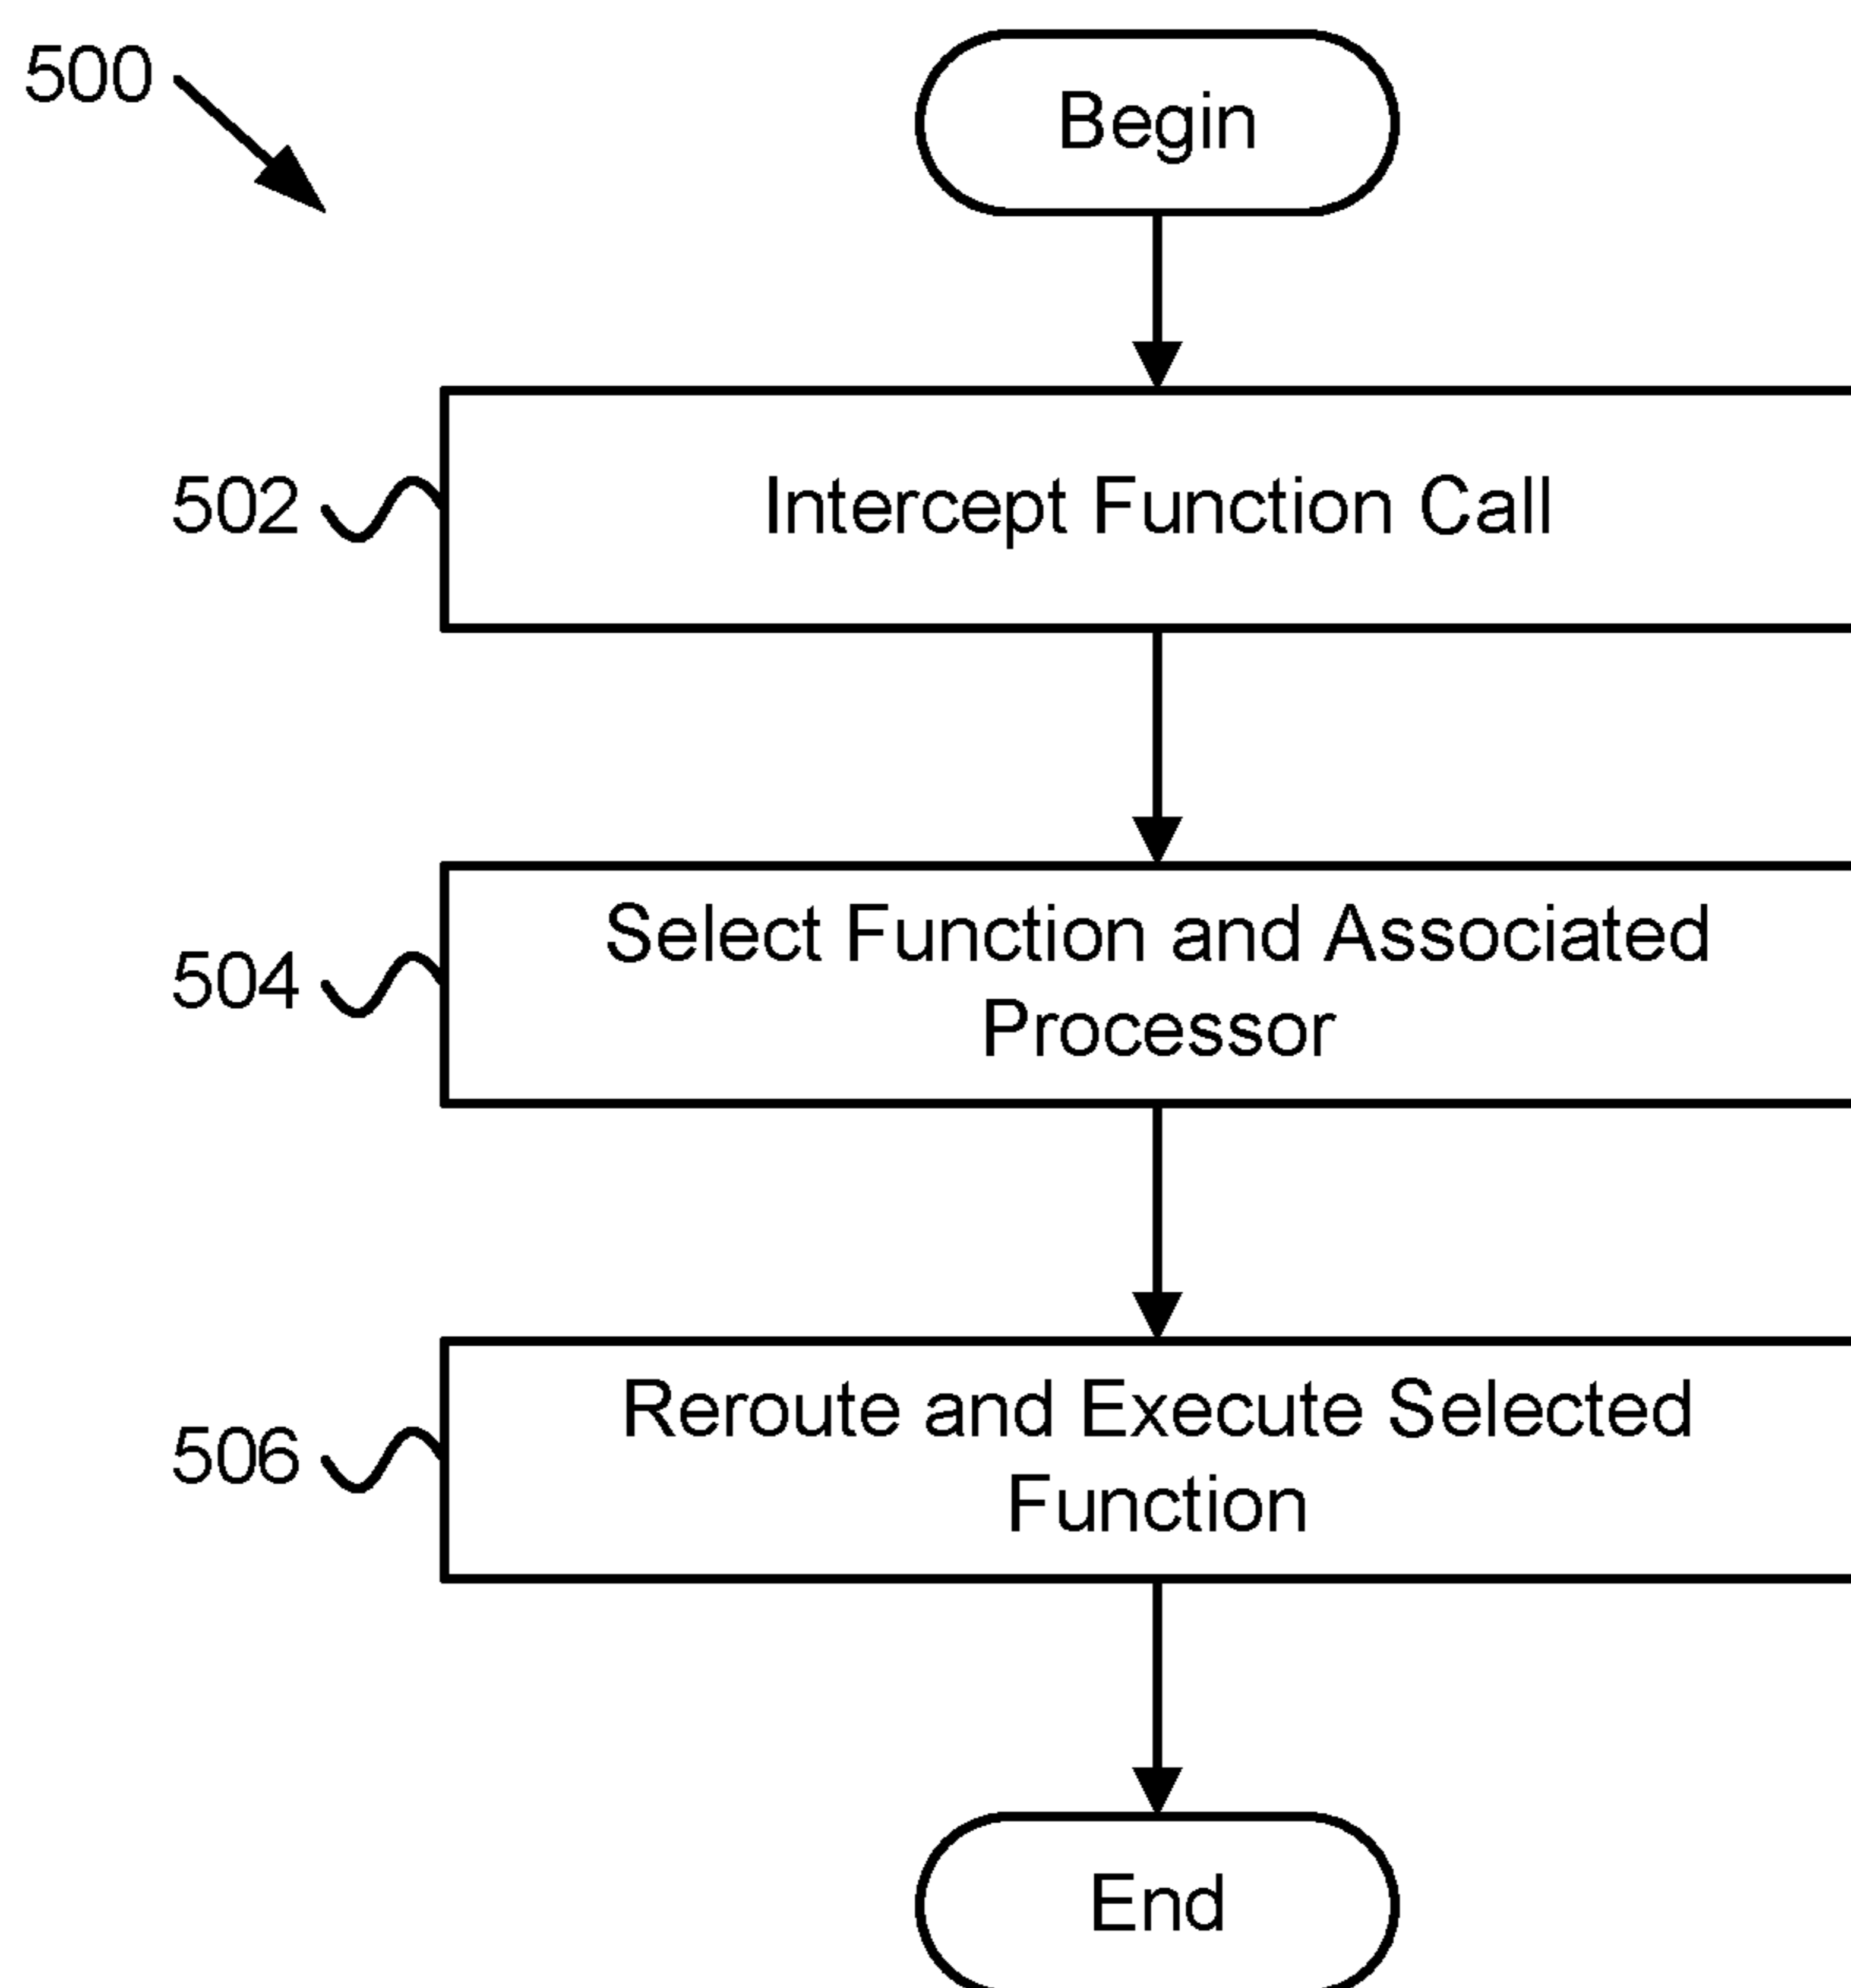 500
Begin
502
Intercept Function Call
504
Select Function and Associated
Processor
506
Reroute and Execute Selected
Function
End